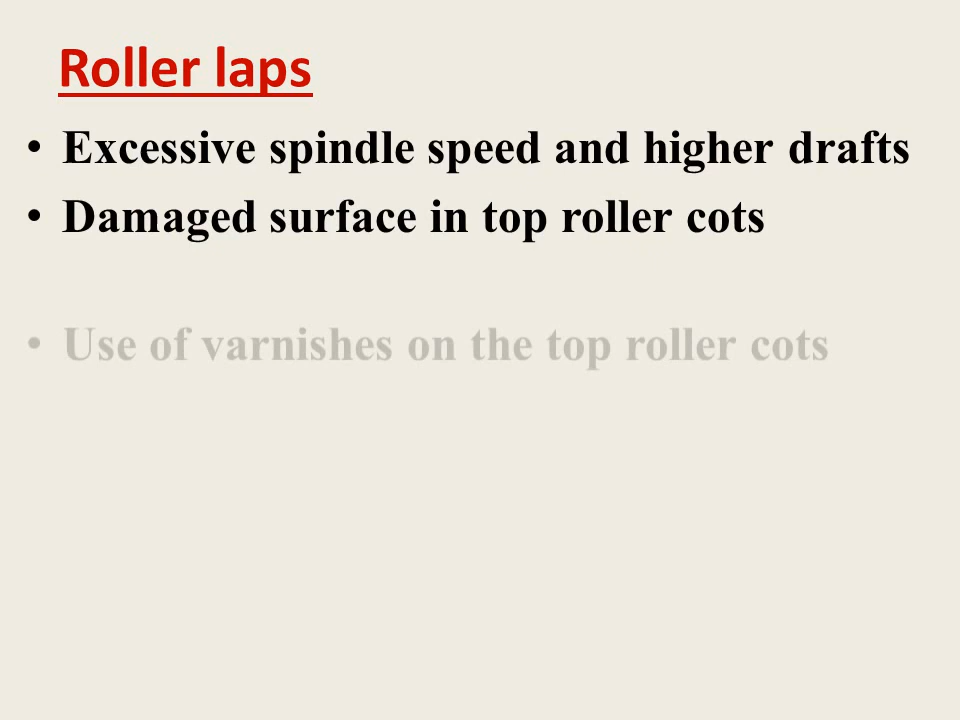 Roller laps
• Excessive spindle speed and higher drafts
• Damaged surface in top roller cots
• Use of varnishes on the top roller cots